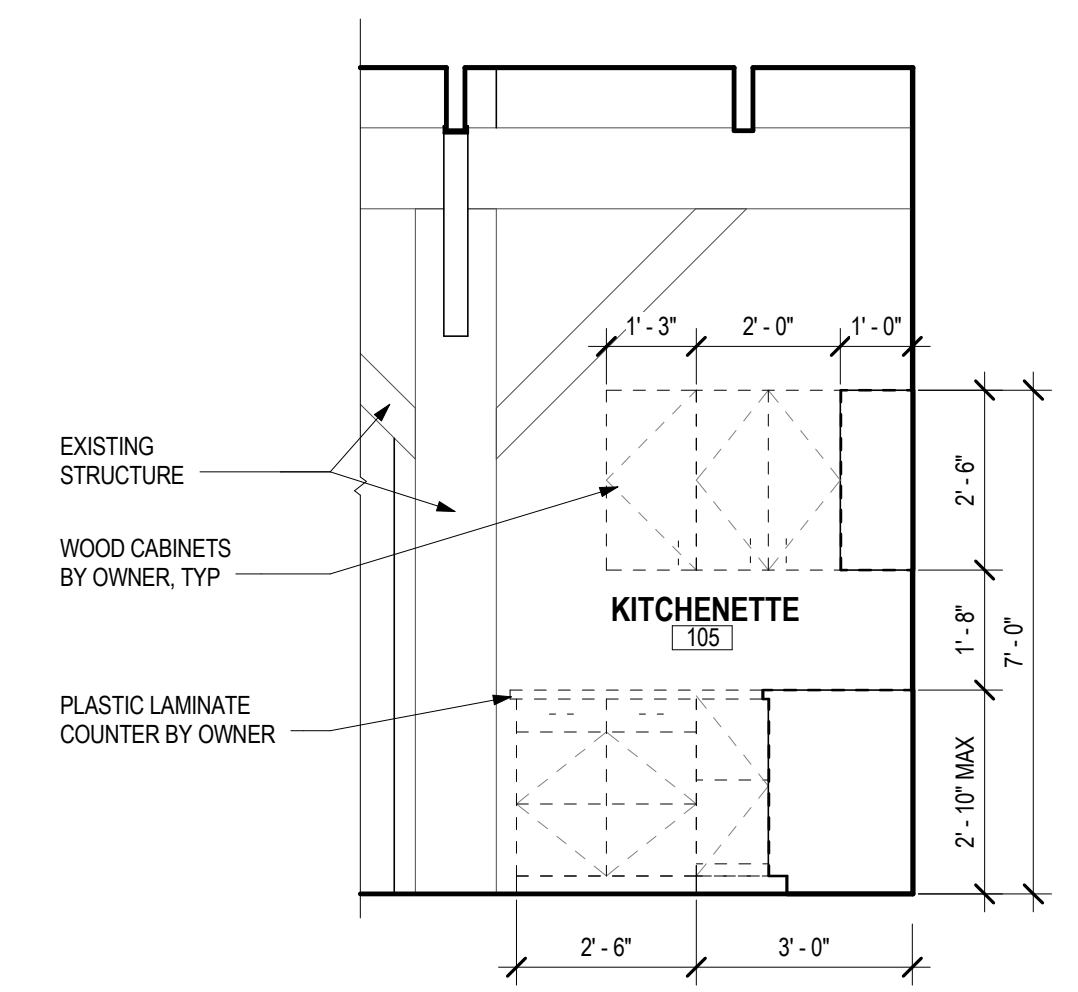 1' - 3" 2' - 0" 1' - 0"
EXISTING
STRUCTURE
2' - 6"
WOOD CABINETS
BY OWNER, TYP
KITCHENETTE
105
1' - 8"
7' - 0"
PLASTIC LAMINATE
COUNTER BY OWNER
2' - 10" MAX
2' - 6" 3' - 0"